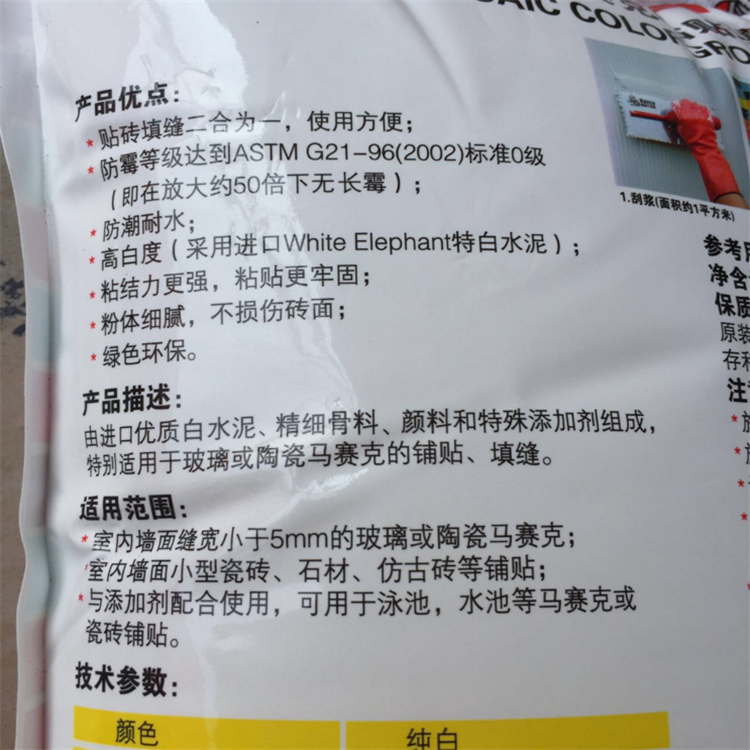 AIC COLOR GRO
产品优点：
*贴砖填缝二合为一，使用方便；
*防霉等级达到ASTM G21-96(2002)标准0级
（即在放大约50倍下无长霉）；
*防潮耐水；
*高白度（采用进口White Elephant特白水泥）；
*粘结力更强，粘贴更牢固；
*粉体细腻，不损伤砖面；
*绿色环保。
产品描述：
由进口优质白水泥、精细骨料、颜料和特殊添加剂组成，
特别适用于玻璃或陶瓷马赛克的铺贴、填缝。
适用范围：
*室内墙面缝宽小于5mm的玻璃或陶瓷马赛克；
*室内墙面小型瓷砖、石材、仿古砖等铺贴；
*与添加剂配合使用，可用于泳池，水池等马赛克或
瓷砖铺贴。
技术参数：
颜色 纯白
1.刮浆(面积约1平方米)
参考用
净含
保质
原装
存和
注
*施